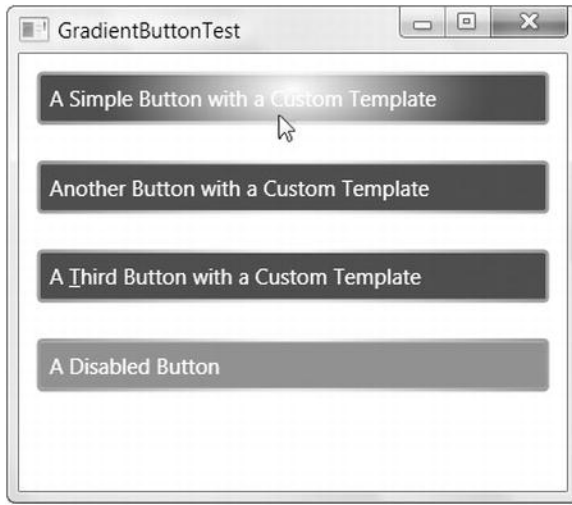 GradientButtonTest
A Simple Button with a Custom Template
Another Button with a Custom Template
A Third Button with a Custom Template
A Disabled Button